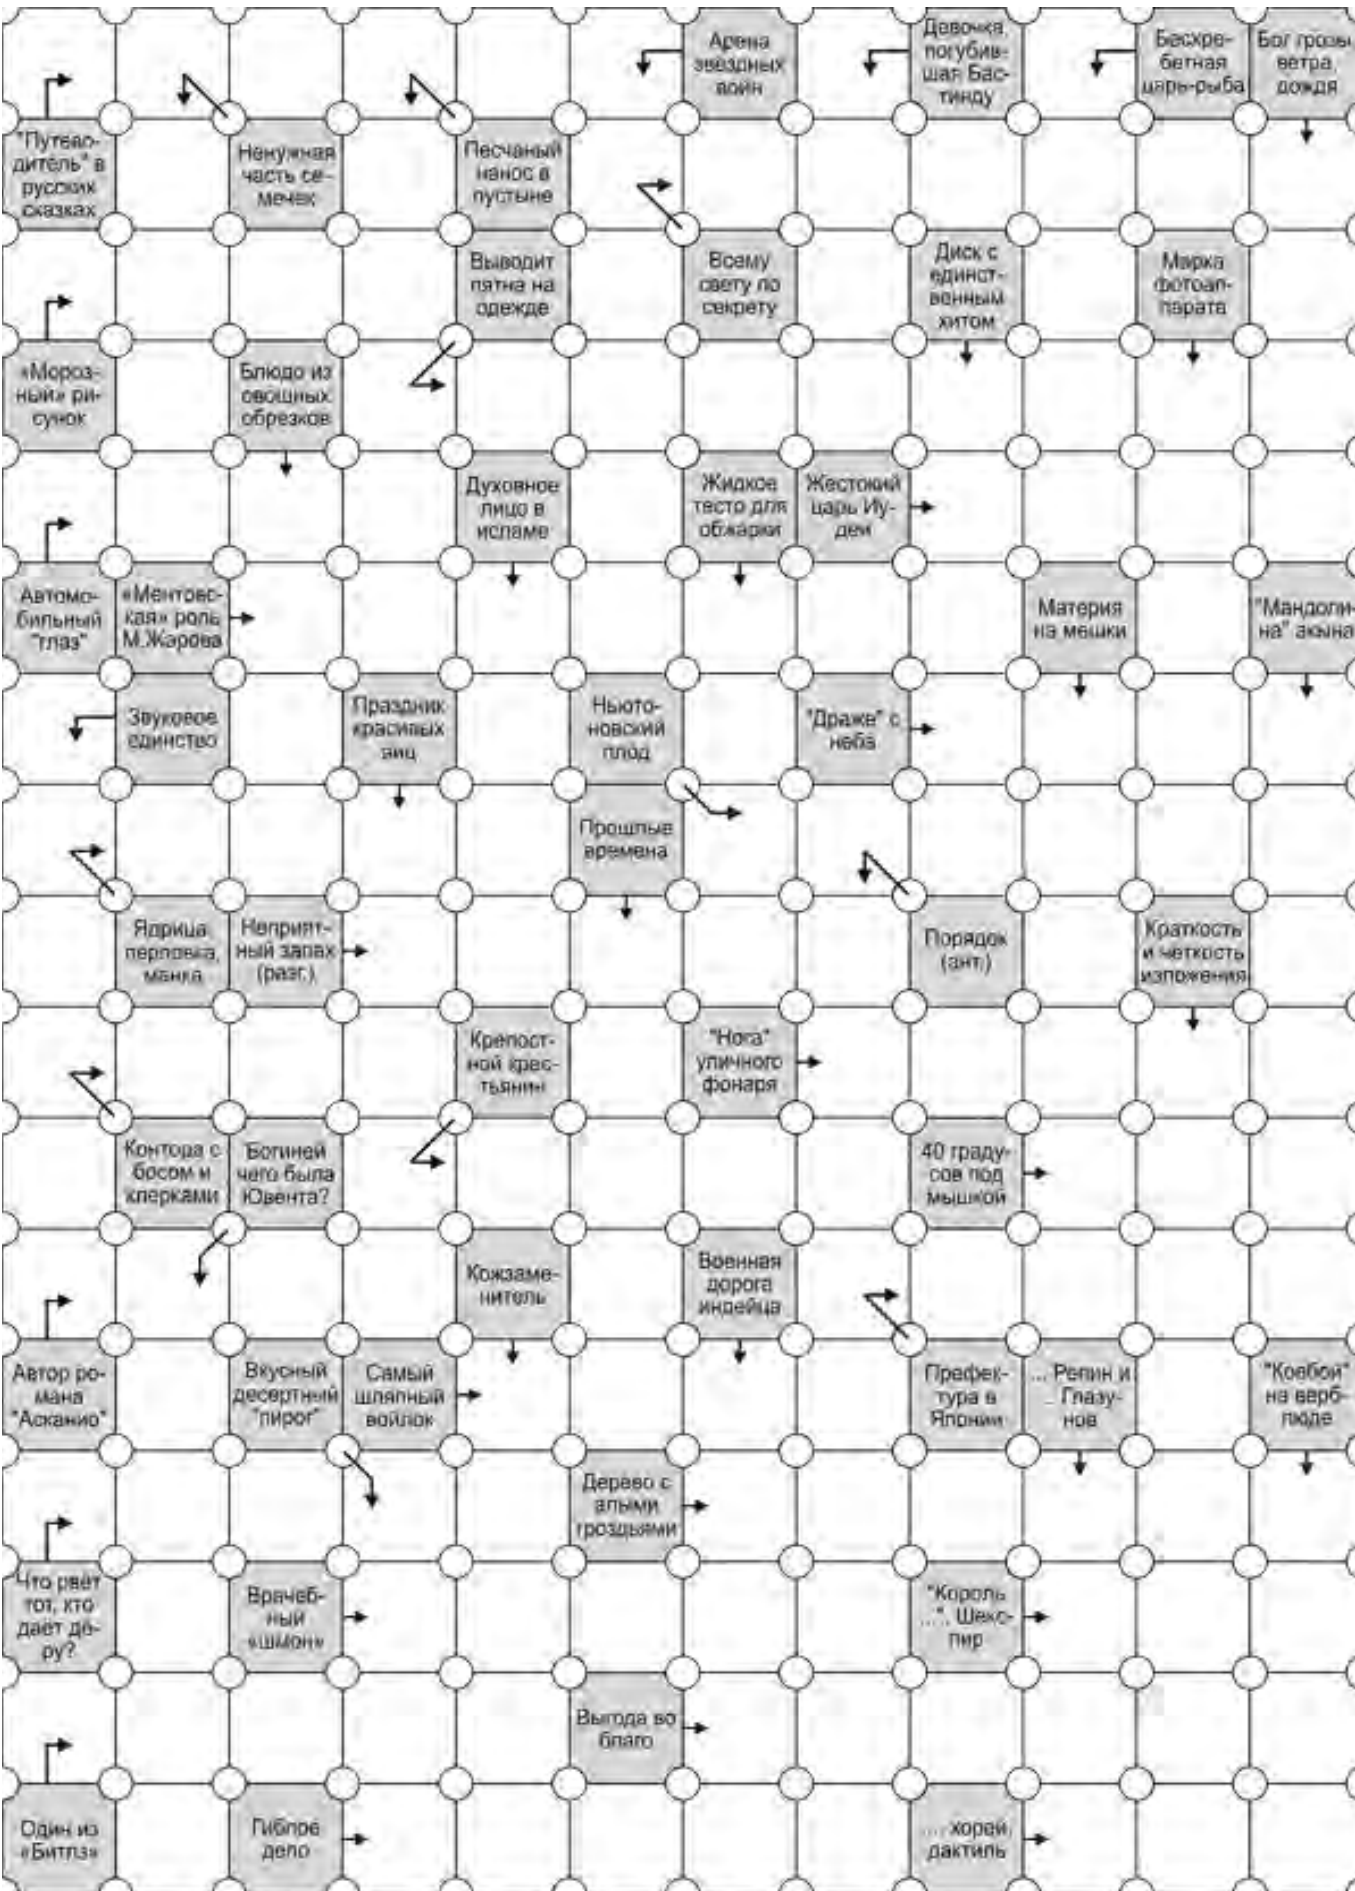 Арена
звездных
войн
Девочка,
погубив-
шая Бас-
тинду
Бесхре-
бетная
царь-рыба
Бог грозы,
ветра,
дождя
"Путево-
дитель" в
русских
сказках
Ненужная
часть се-
мечек
Песчаный
нанос в
пустыне
Выводит
пятна на
одежде
Всему
свету по
секрету
Диск с
единст-
венным
хитом
Марка
фотоап-
парата
«Мороз-
ный» ри-
сунок
Блюдо из
овощных
обрезков
Духовное
лицо в
исламе
Жидкое
тесто для
обжарки
Жестокий
царь Иу-
деи
Автомо-
бильный
"глаз"
«Ментовс-
кая» роль
М.Жарова
Материя
на мешки
"Мандоли-
на" акына
Звуковое
единство
Праздник
красивых
яиц
Ньюто-
новский
плод
"Драже" с
неба
Прошлые
времена
Ядрица,
перловка,
манка
Неприят-
ный запах
(разг.)
Порядок
(ант.)
Краткость
и четкость
изложения
Крепост-
ной крес-
тьянин
"Нога"
уличного
фонаря
Контора с
босом и
клерками
Богиней
чего была
Ювента?
40 граду-
сов под
мышкой
Кожзаме-
нитель
Военная
дорога
индейца
Автор ро-
мана
"Асканио"
Вкусный
десертный
"пирог"
Самый
шляпный
войлок
Префек-
тура в
Японии
... Репин и
... Глазу-
нов
"Ковбой"
на верб-
люде
Дерево с
алыми
гроздьями
Что рвет
тот, кто
дает де-
ру?
Врачеб-
ный
«шмон»
"Король
...". Шекс-
пир
Выгода во
благо
Один из
«Битлз»
Гиблое
дело
..., хорей,
дактиль